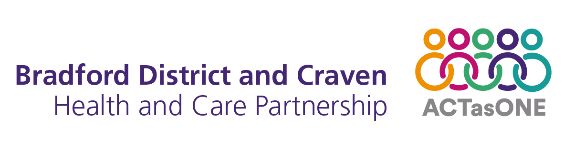 Bradford District and Craven
Health and Care Partnership
ACTasONE